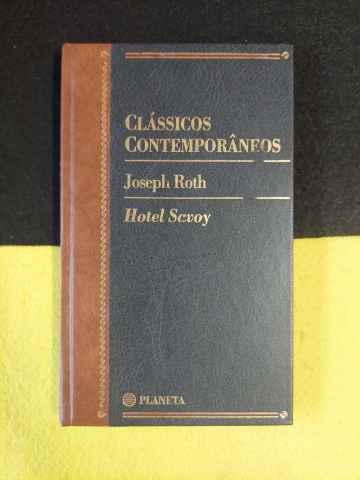 CLÁSSICOS
CONTEMPORÂNEOS
Joseph Roth
Hotel Savoy
PLANETA